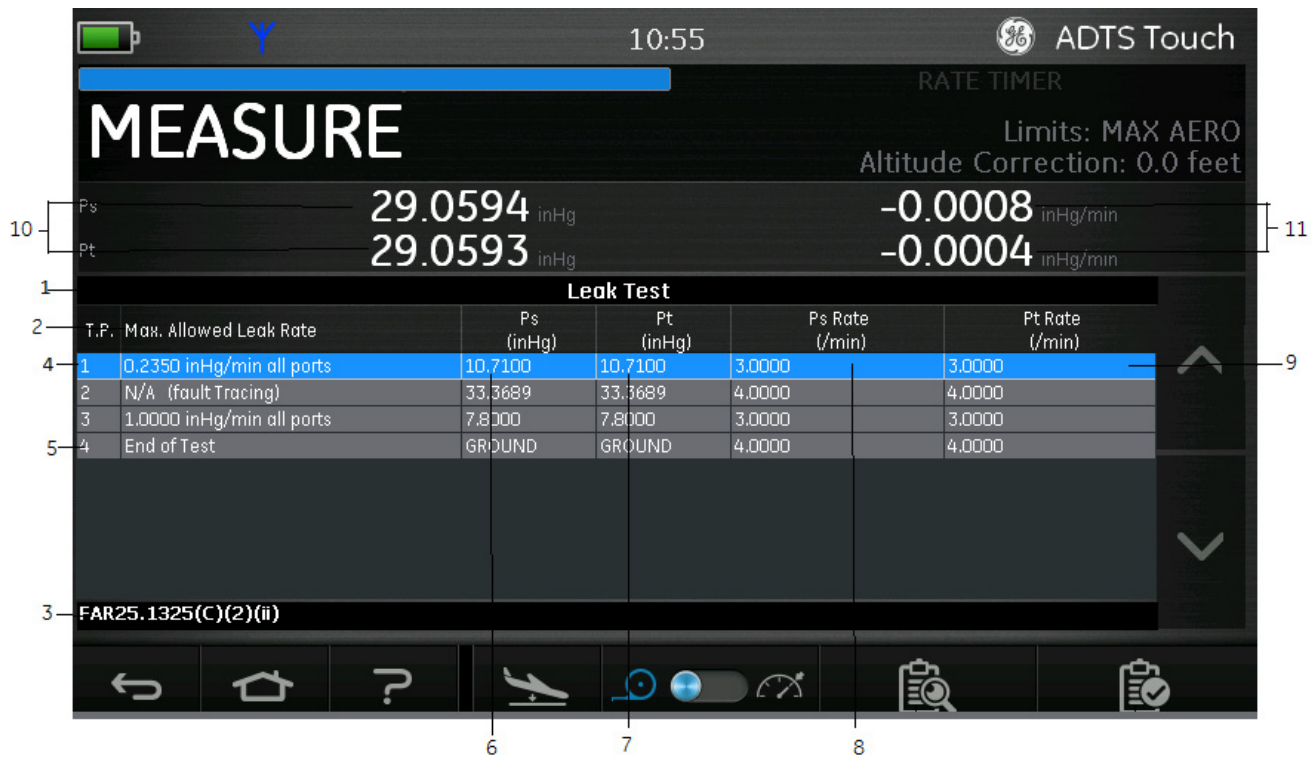 10:55 GE ADTS Touch
RATE TIMER
MEASURE
Limits: MAX AERO
Altitude Correction: 0.0 feet
Ps 29.0594 inHg -0.0008 inHg/min
10 11
Pt 29.0593 inHg -0.0004 inHg/min
1 Leak Test
2 T.P. Max. Allowed Leak Rate Ps (inHg) Pt (inHg) Ps Rate (/min) Pt Rate (/min)
4 1 0.2350 inHg/min all ports 10.7100 10.7100 3.0000 3.0000 9
2 N/A (fault Tracing) 33.3689 33.3689 4.0000 4.0000
3 1.0000 inHg/min all ports 7.8000 7.8000 3.0000 3.0000
5 4 End of Test GROUND GROUND 4.0000 4.0000
3 FAR25.1325(C)(2)(ii)
?
6 7 8